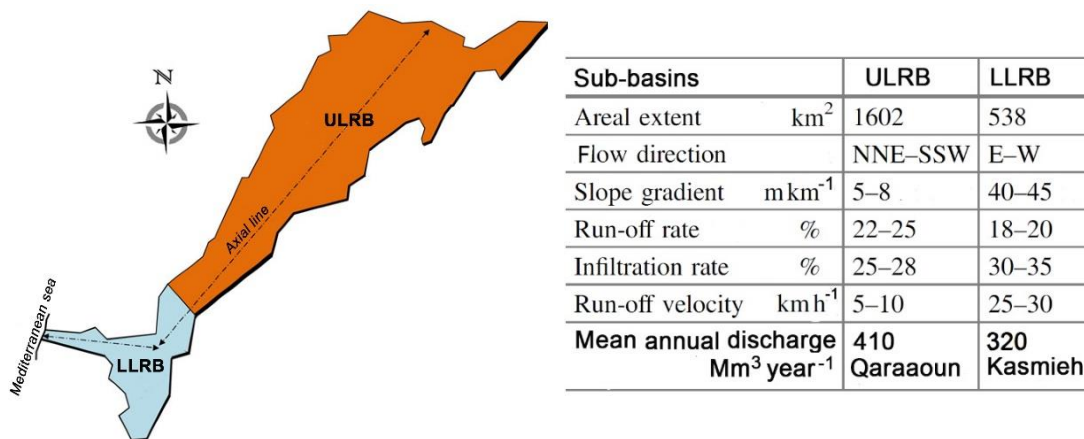 N
ULRB
Axial line
Mediterranean sea
LLRB
Sub-basins ULRB LLRB
Areal extent km² 1602 538
Flow direction NNE–SSW E–W
Slope gradient m km⁻¹ 5–8 40–45
Run-off rate % 22–25 18–20
Infiltration rate % 25–28 30–35
Run-off velocity km h⁻¹ 5–10 25–30
Mean annual discharge 410 320
Mm³ year⁻¹ Qaraaoun Kasmieh